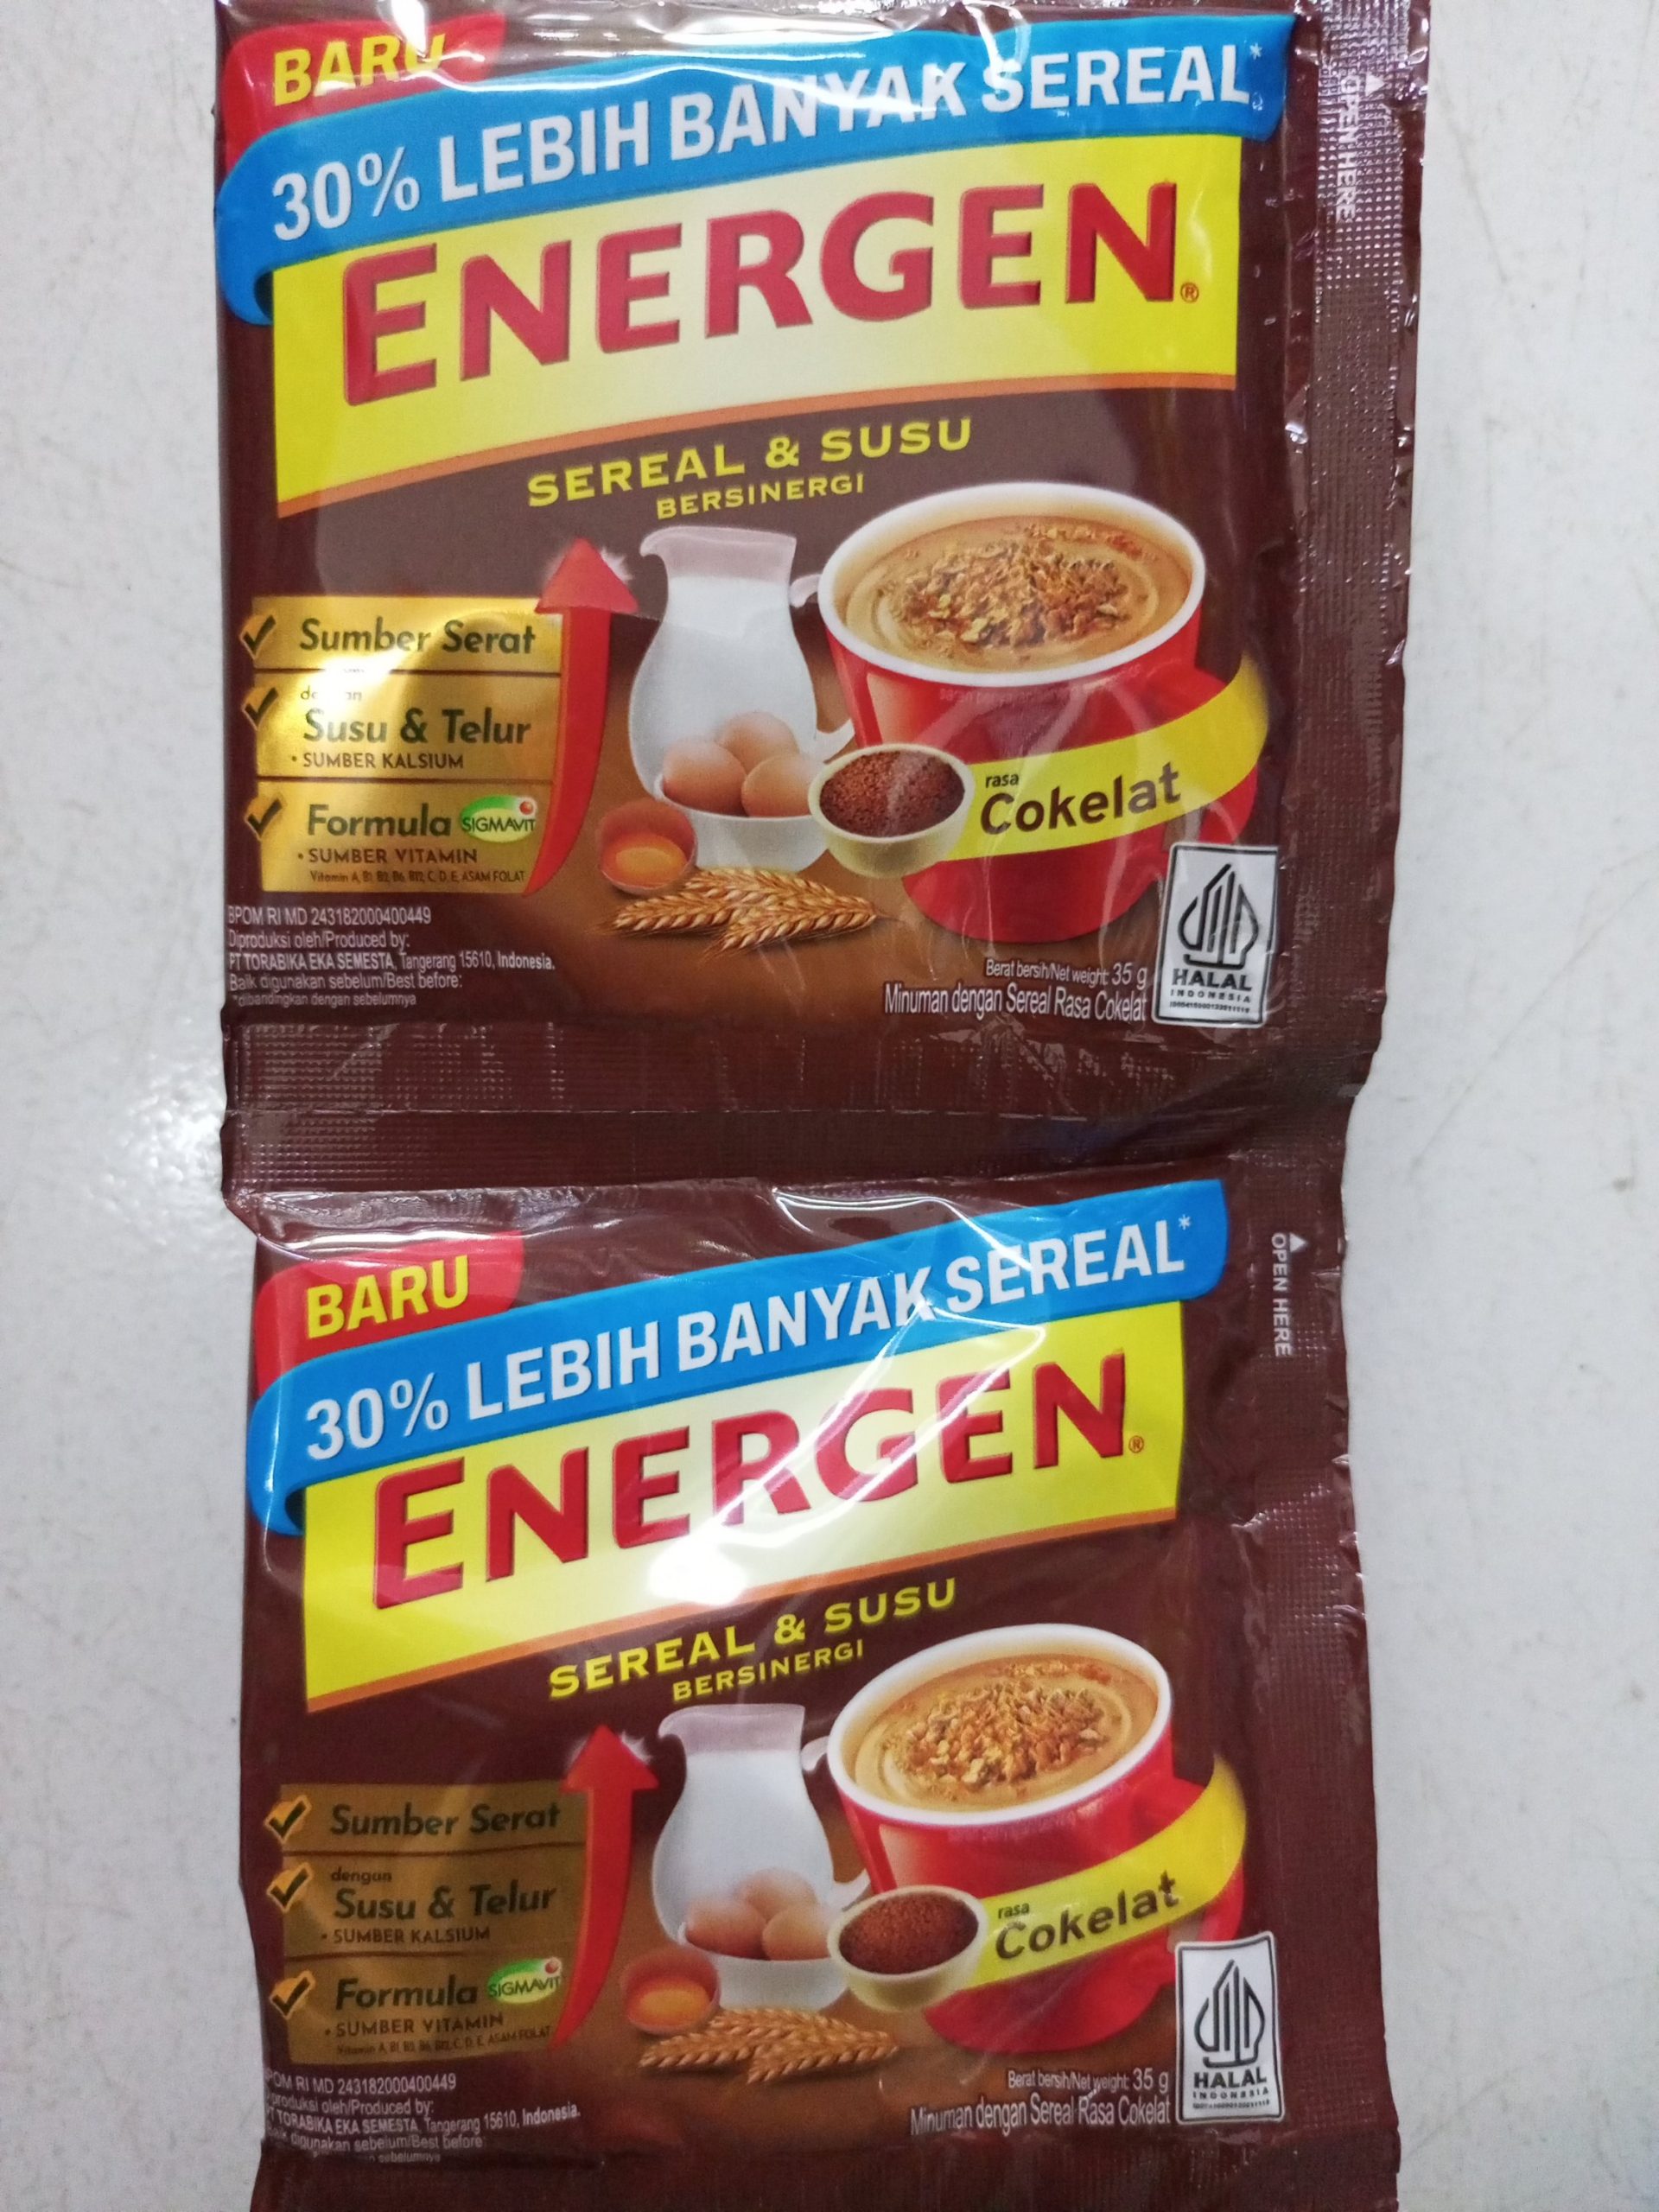 BARU
30% LEBIH BANYAK SEREAL*
ENERGEN®
SEREAL & SUSU
BERSINERGI
Sumber Serat
Susu & Telur
• SUMBER KALSIUM
Formula SIGMAVIT
• SUMBER VITAMIN
Vitamin A, B1, B2, B6, B12, C, D, E, ASAM FOLAT
rasa
Cokelat
BPOM RI MD 243182000400449
Diproduksi oleh/Produced by:
PT TORABIKA EKA SEMESTA, Tangerang 15610, Indonesia.
Baik digunakan sebelum/Best before:
*dibandingkan dengan sebelumnya
Berat bersih/Net weight: 35 g
Minuman dengan Sereal Rasa Cokelat
HALAL
INDONESIA
OPEN HERE
BARU
30% LEBIH BANYAK SEREAL*
ENERGEN®
SEREAL & SUSU
BERSINERGI
Sumber Serat
dengan
Susu & Telur
• SUMBER KALSIUM
Formula SIGMAVIT
• SUMBER VITAMIN
Vitamin A, B1, B2, B6, B12, C, D, E, ASAM FOLAT
rasa
Cokelat
RI MD 243182000400449
oleh/Produced by:
TORABIKA EKA SEMESTA, Tangerang 15610, Indonesia.
digunakan sebelum/Best before:
sebelumnya
Berat bersih/Net weight: 35 g
Minuman dengan Sereal Rasa Cokelat
HALAL
INDONESIA
OPEN HERE